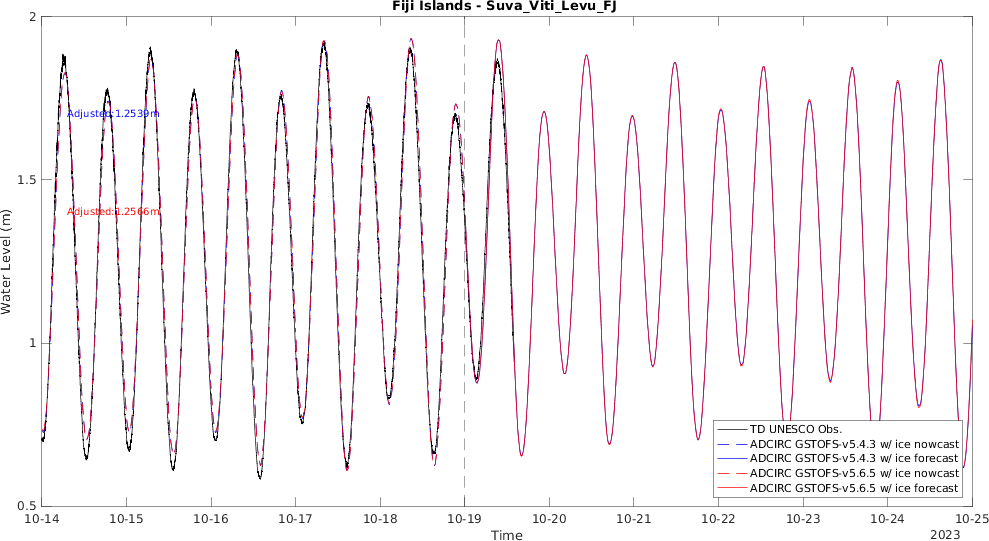 Fiji Islands - Suva_Viti_Levu_FJ
2
Adjusted:1.2539m
1.5
Adjusted:1.2566m
Water Level (m)
1
TD UNESCO Obs.
ADCIRC GSTOFS-v5.4.3 w/ ice nowcast
ADCIRC GSTOFS-v5.4.3 w/ ice forecast
ADCIRC GSTOFS-v5.6.5 w/ ice nowcast
ADCIRC GSTOFS-v5.6.5 w/ ice forecast
0.5
10-14 10-15 10-16 10-17 10-18 10-19 10-20 10-21 10-22 10-23 10-24 10-25
Time
2023